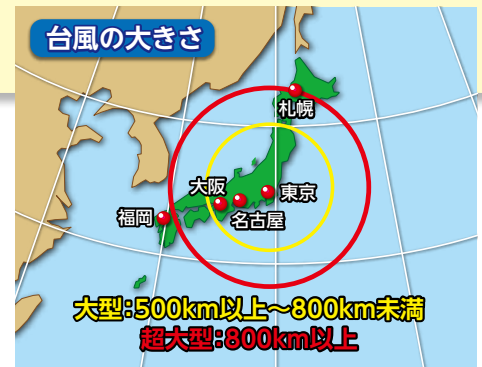 台風の大きさ
札幌
大阪
東京
福岡
名古屋
大型:500km以上～800km未満
超大型:800km以上